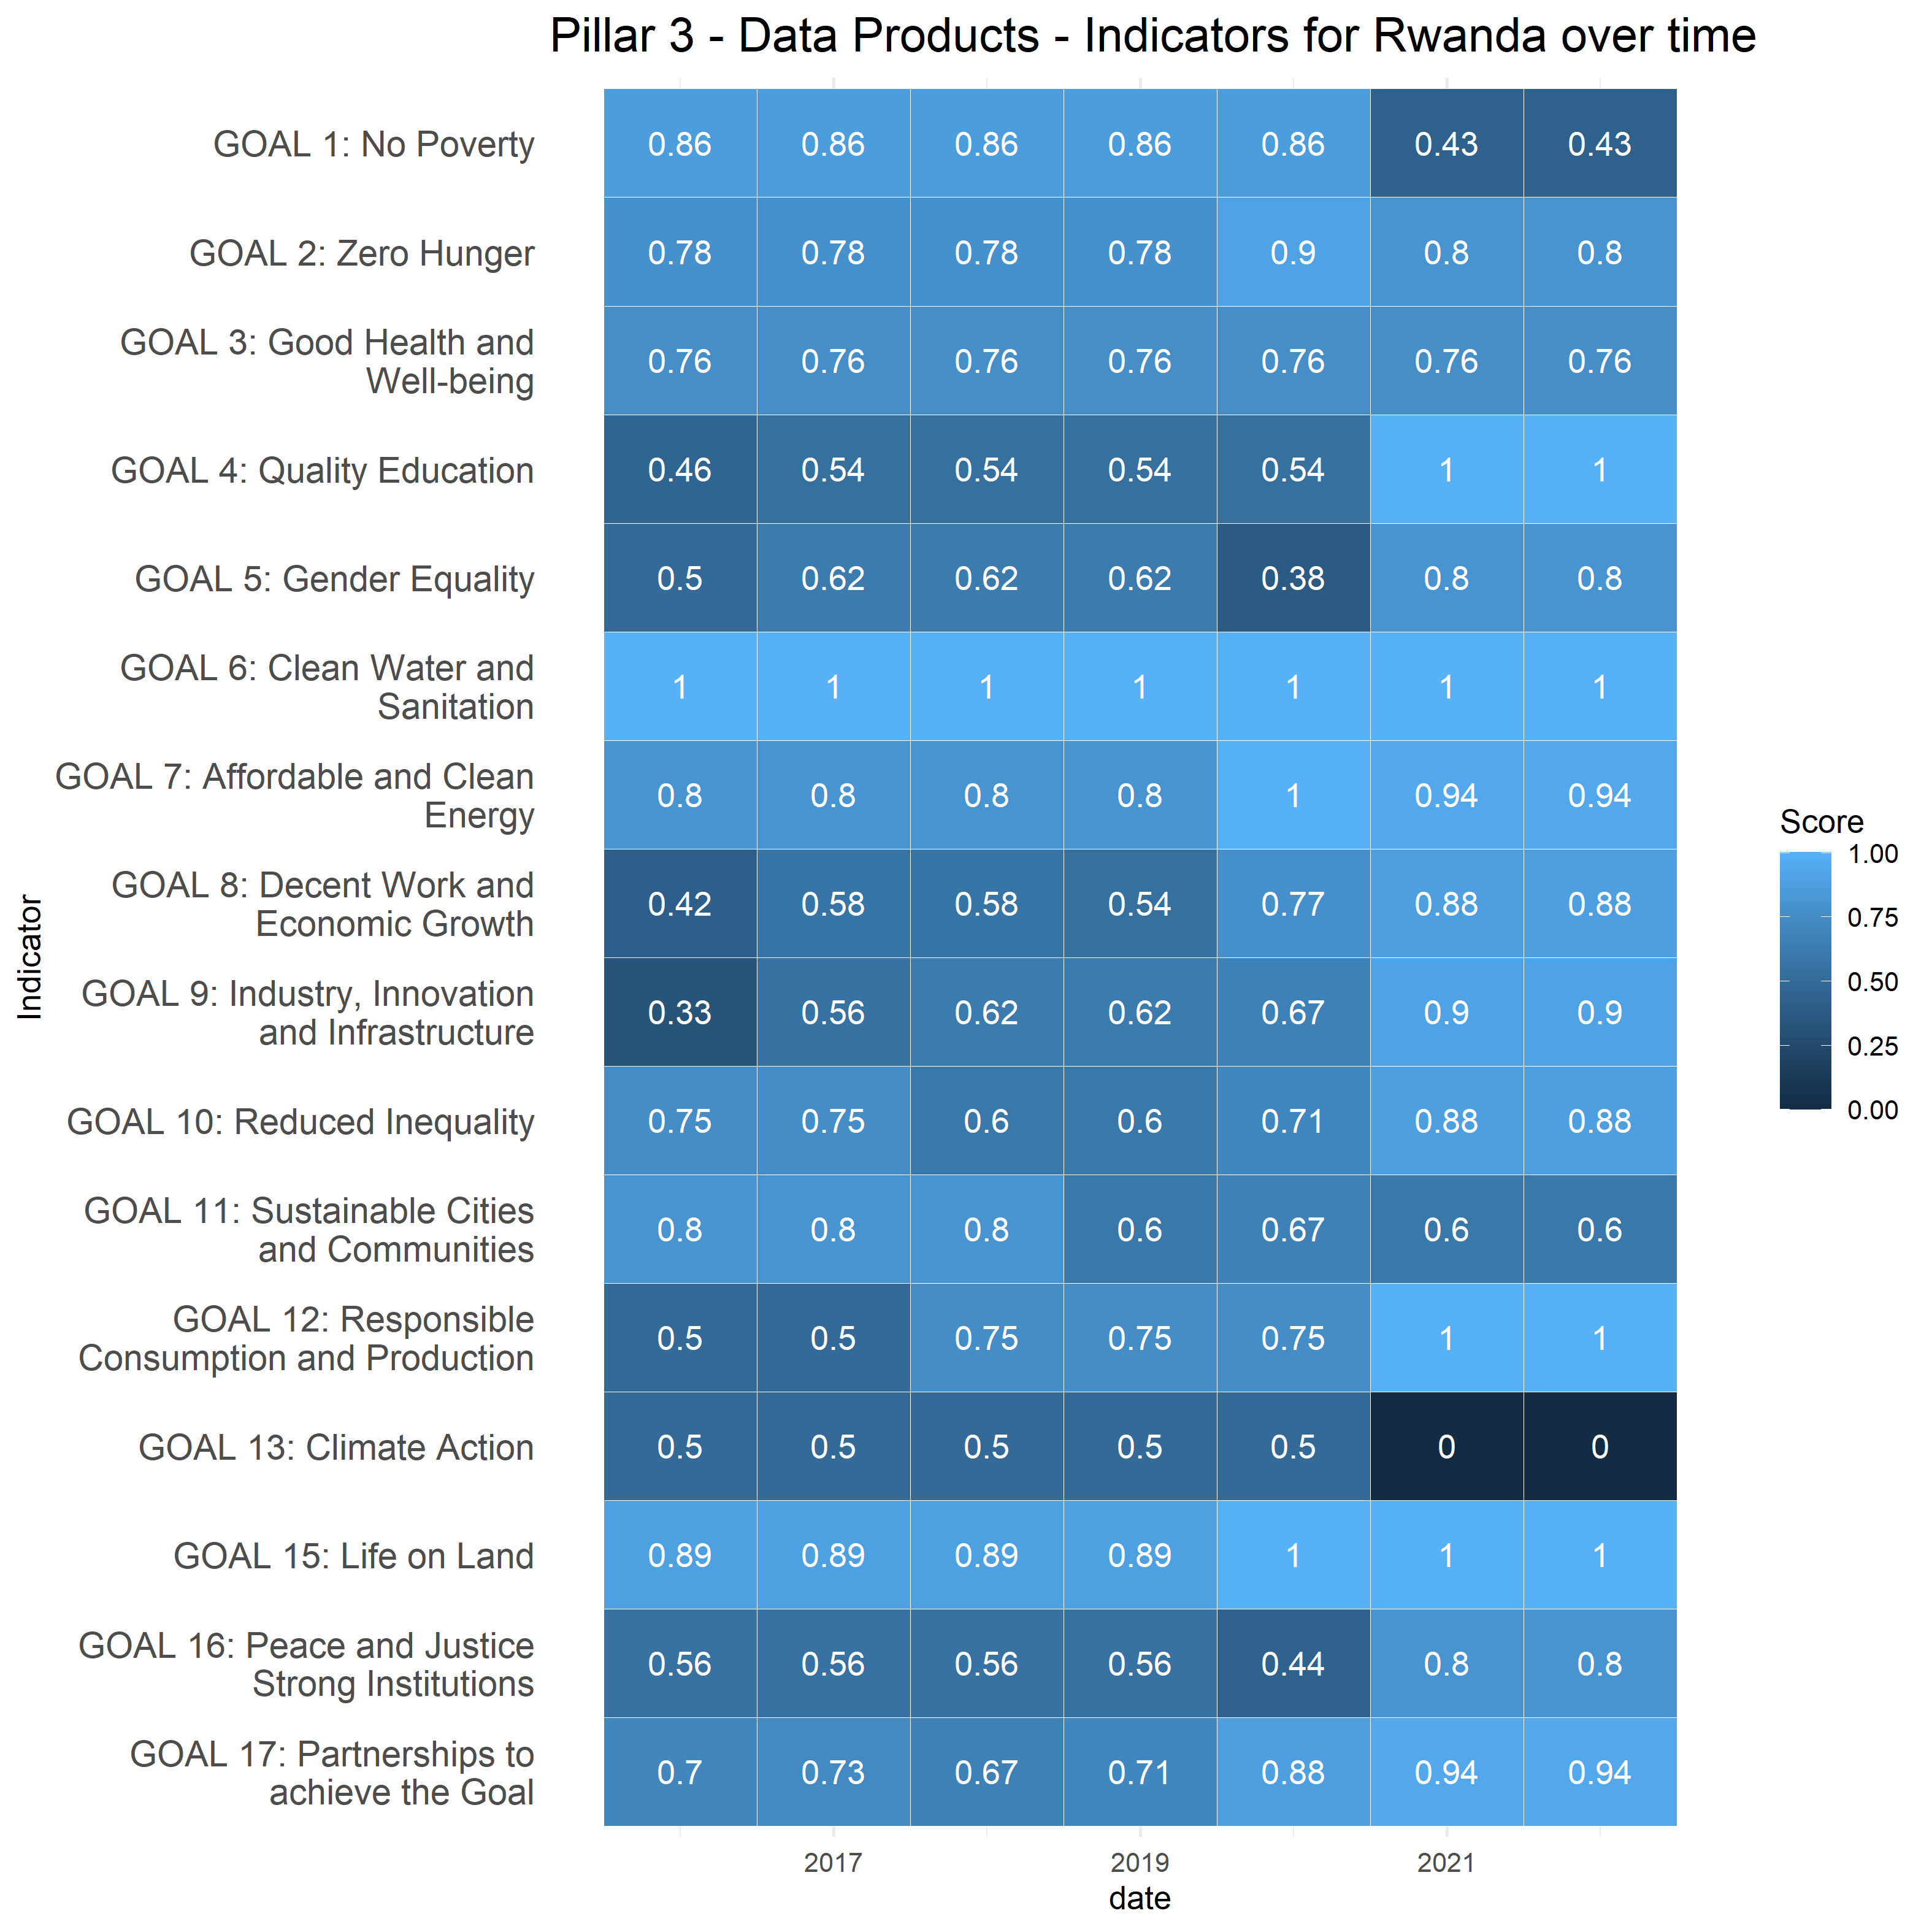 Pillar 3 - Data Products - Indicators for Rwanda over time
GOAL 1: No Poverty
0.86 0.86 0.86 0.86 0.86 0.43 0.43
GOAL 2: Zero Hunger
0.78 0.78 0.78 0.78 0.9 0.8 0.8
GOAL 3: Good Health and
Well-being
0.76 0.76 0.76 0.76 0.76 0.76 0.76
GOAL 4: Quality Education
0.46 0.54 0.54 0.54 0.54 1 1
GOAL 5: Gender Equality
0.5 0.62 0.62 0.62 0.38 0.8 0.8
GOAL 6: Clean Water and
Sanitation
1 1 1 1 1 1 1
GOAL 7: Affordable and Clean
Energy
0.8 0.8 0.8 0.8 1 0.94 0.94
GOAL 8: Decent Work and
Economic Growth
0.42 0.58 0.58 0.54 0.77 0.88 0.88
GOAL 9: Industry, Innovation
and Infrastructure
0.33 0.56 0.62 0.62 0.67 0.9 0.9
GOAL 10: Reduced Inequality
0.75 0.75 0.6 0.6 0.71 0.88 0.88
GOAL 11: Sustainable Cities
and Communities
0.8 0.8 0.8 0.6 0.67 0.6 0.6
GOAL 12: Responsible
Consumption and Production
0.5 0.5 0.75 0.75 0.75 1 1
GOAL 13: Climate Action
0.5 0.5 0.5 0.5 0.5 0 0
GOAL 15: Life on Land
0.89 0.89 0.89 0.89 1 1 1
GOAL 16: Peace and Justice
Strong Institutions
0.56 0.56 0.56 0.56 0.44 0.8 0.8
GOAL 17: Partnerships to
achieve the Goal
0.7 0.73 0.67 0.71 0.88 0.94 0.94
2017 2019 2021
date
Indicator
Score
1.00
0.75
0.50
0.25
0.00